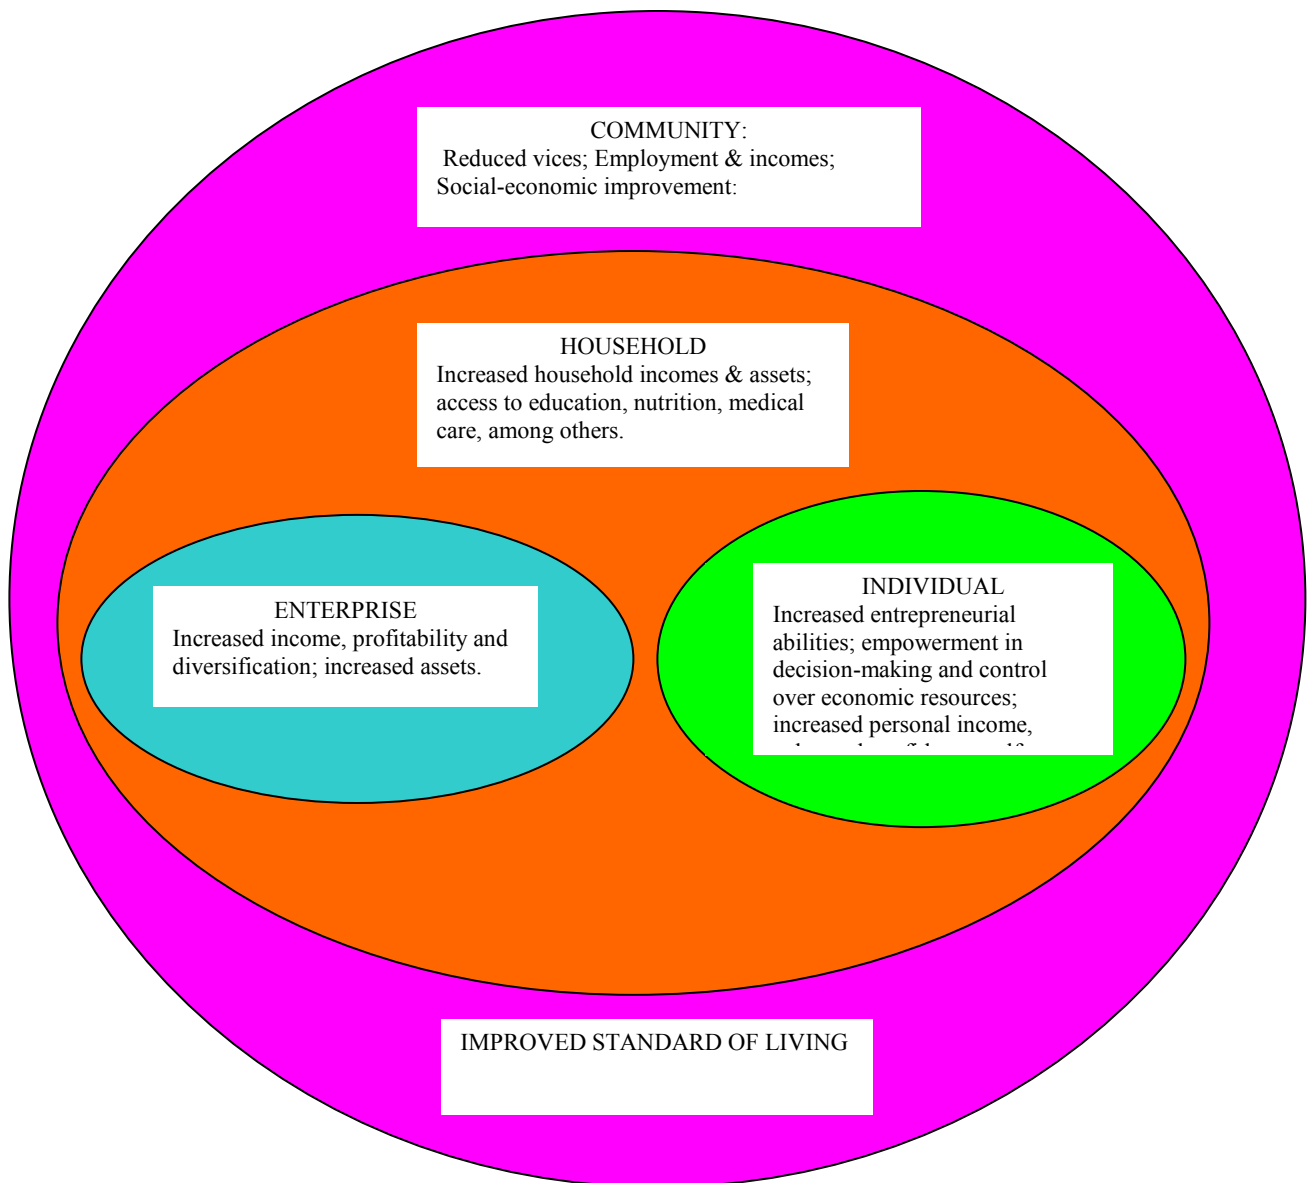 COMMUNITY:
Reduced vices; Employment & incomes;
Social-economic improvement:
HOUSEHOLD
Increased household incomes & assets;
access to education, nutrition, medical
care, among others.
ENTERPRISE
Increased income, profitability and
diversification; increased assets.
INDIVIDUAL
Increased entrepreneurial
abilities; empowerment in
decision-making and control
over economic resources;
increased personal income,
IMPROVED STANDARD OF LIVING